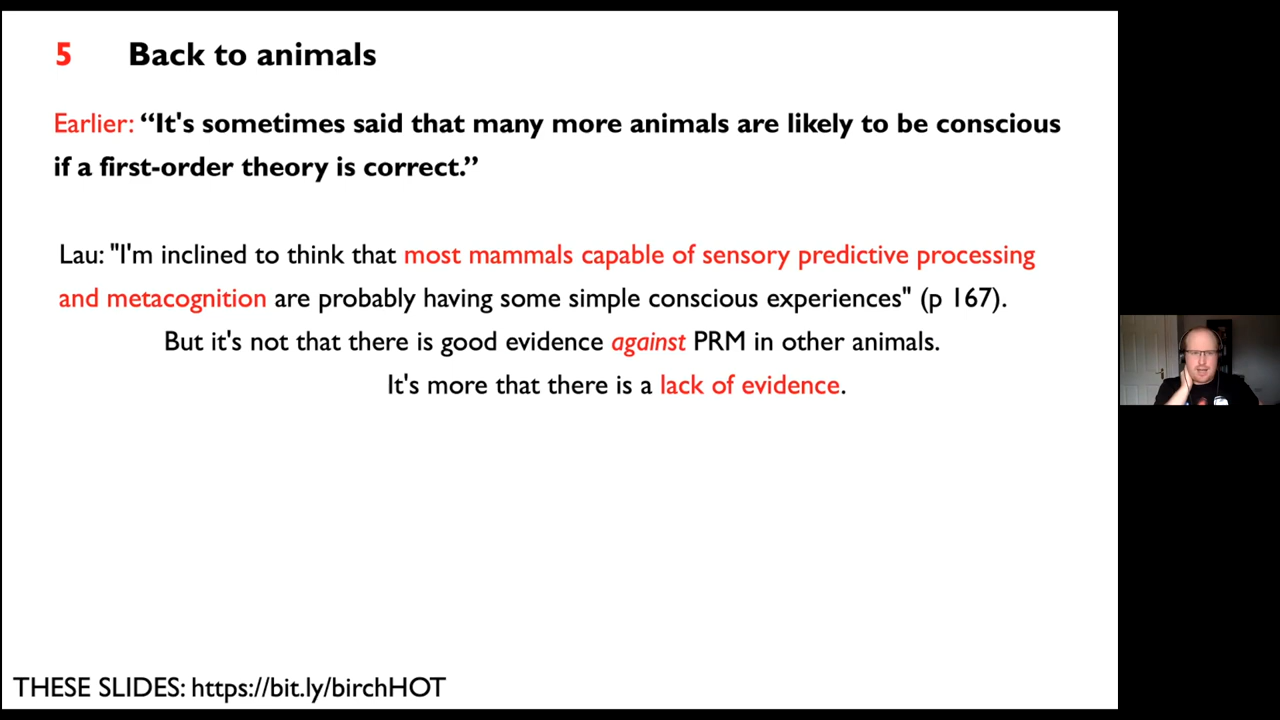 5 Back to animals
Earlier: “It's sometimes said that many more animals are likely to be conscious
if a first-order theory is correct.”
Lau: "I'm inclined to think that most mammals capable of sensory predictive processing
and metacognition are probably having some simple conscious experiences" (p 167).
But it's not that there is good evidence against PRM in other animals.
It's more that there is a lack of evidence.
THESE SLIDES: https://bit.ly/birchHOT